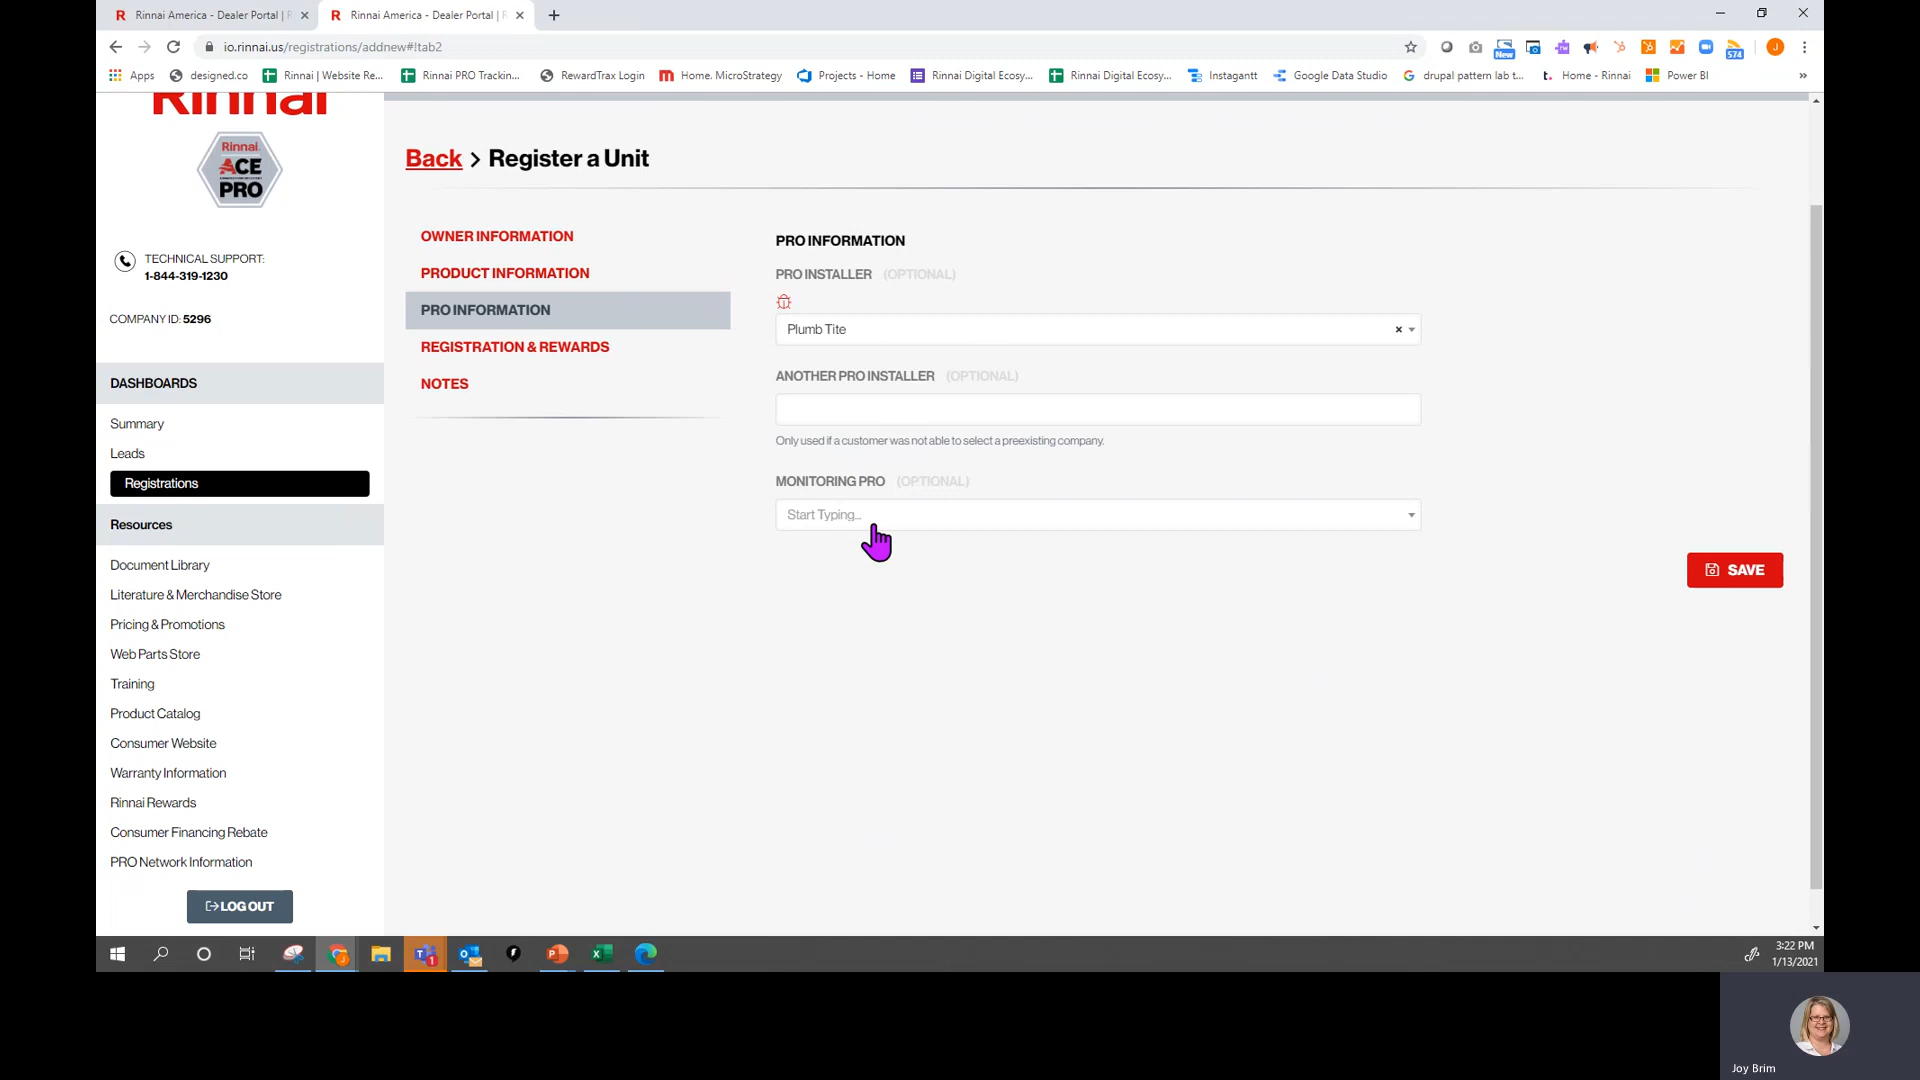 Rinnai America - Dealer Portal |
Rinnai America - Dealer Portal |
io.rinnai.us/registrations/addnew#!tab2
New
574
J
Apps
designed.co
Rinnai | Website Re...
Rinnai PRO Trackin...
RewardTrax Login
Home. MicroStrategy
Projects - Home
Rinnai Digital Ecosy...
Rinnai Digital Ecosy...
Instagantt
Google Data Studio
drupal pattern lab t...
Home - Rinnai
Power BI
Rinnai
Rinnai
ACE
PRO
TECHNICAL SUPPORT:
1-844-319-1230
COMPANY ID: 5296
DASHBOARDS
Summary
Leads
Registrations
Resources
Document Library
Literature & Merchandise Store
Pricing & Promotions
Web Parts Store
Training
Product Catalog
Consumer Website
Warranty Information
Rinnai Rewards
Consumer Financing Rebate
PRO Network Information
LOG OUT
Back > Register a Unit
OWNER INFORMATION
PRODUCT INFORMATION
PRO INFORMATION
REGISTRATION & REWARDS
NOTES
PRO INFORMATION
PRO INSTALLER (OPTIONAL)
Plumb Tite
ANOTHER PRO INSTALLER (OPTIONAL)
Only used if a customer was not able to select a preexisting company.
MONITORING PRO (OPTIONAL)
Start Typing...
SAVE
3:22 PM
1/13/2021
Joy Brim